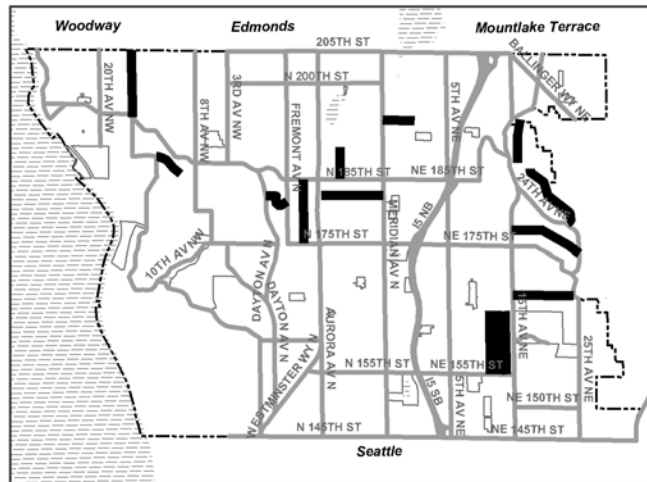 Woodway
Edmonds
Mountlake Terrace
205TH ST
BALLINGER WY NE
20TH AV NW
8TH AV NW
3RD AV NW
N 200TH ST
FREMONT AV N
5TH AV NE
N 185TH ST
NE 185TH ST
24TH AV NE
MERIDIAN AV N
I5 NB
10TH AV NW
N 175TH ST
NE 175TH ST
DAYTON AV N
DAYTON AV N
AURORA AV N
15TH AV NE
25TH AV NE
N 155TH ST
NE 155TH ST
WESTMINSTER WY N
I5 SB
5TH AV NE
NE 150TH ST
N 145TH ST
NE 145TH ST
Seattle